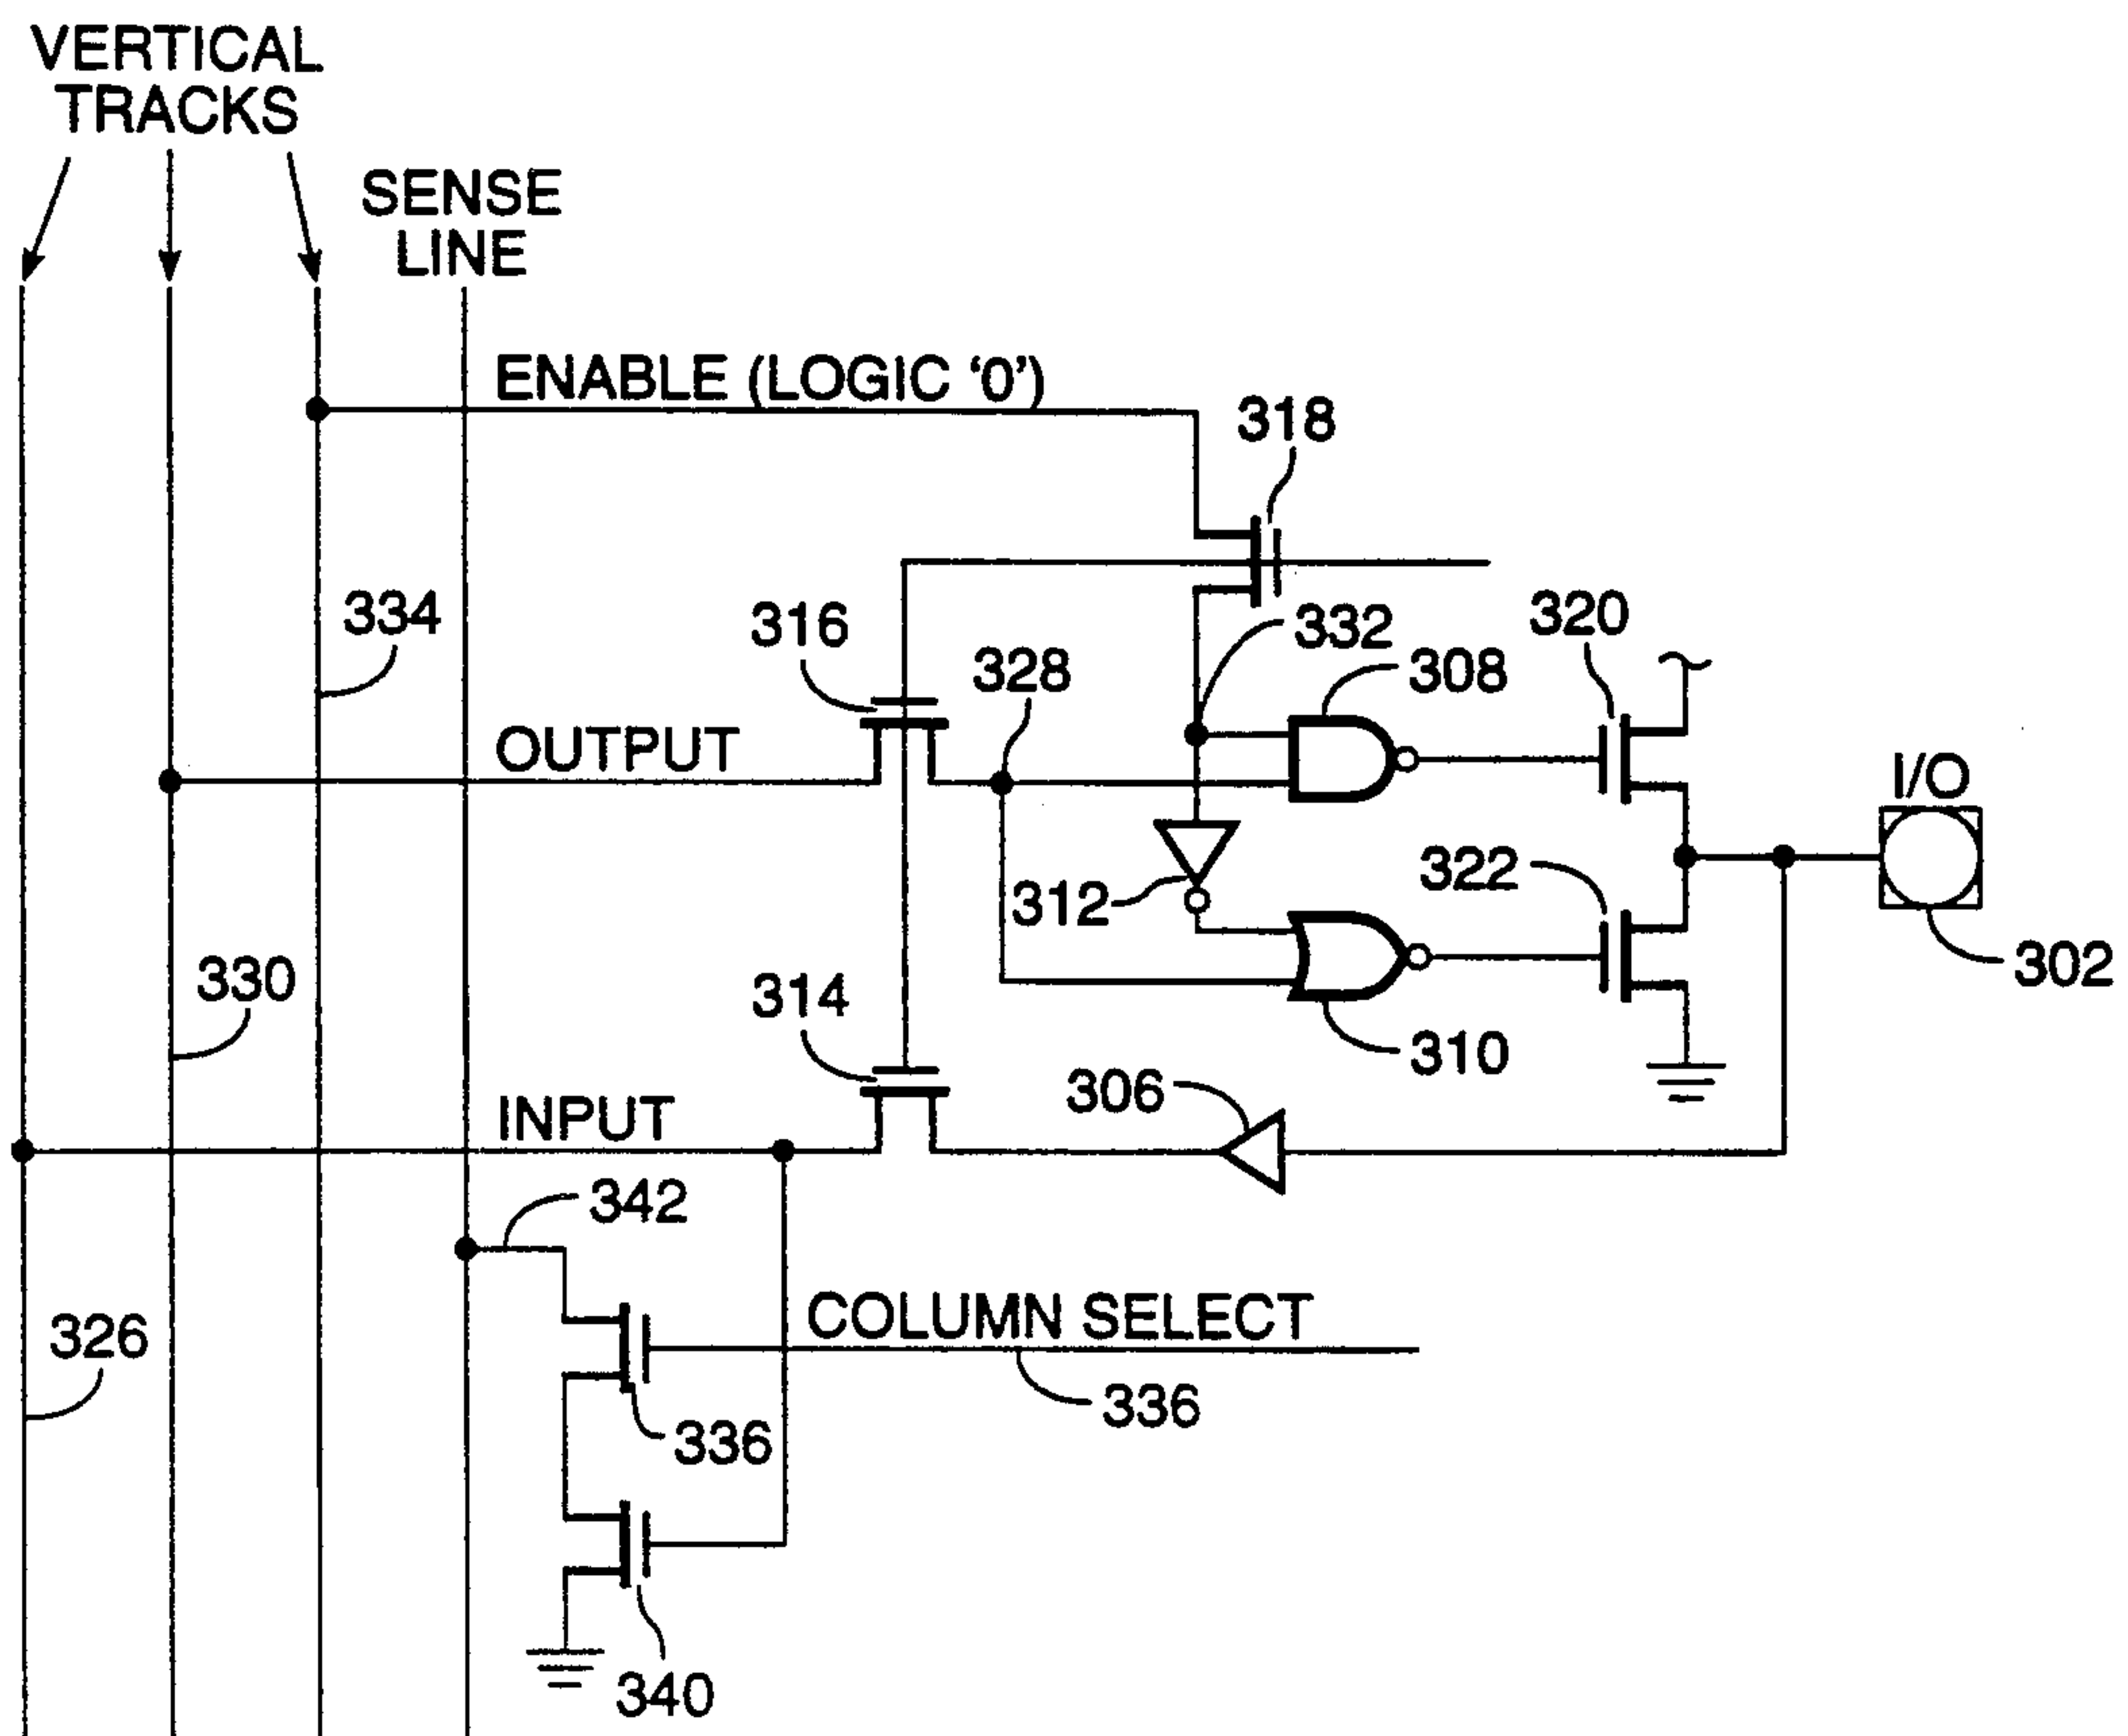 VERTICAL
TRACKS
SENSE
LINE
ENABLE (LOGIC ‘0’)
318
334
316
328
332
308
320
OUTPUT
I/O
322
312
302
330
314
310
306
INPUT
342
COLUMN SELECT
326
336
336
340